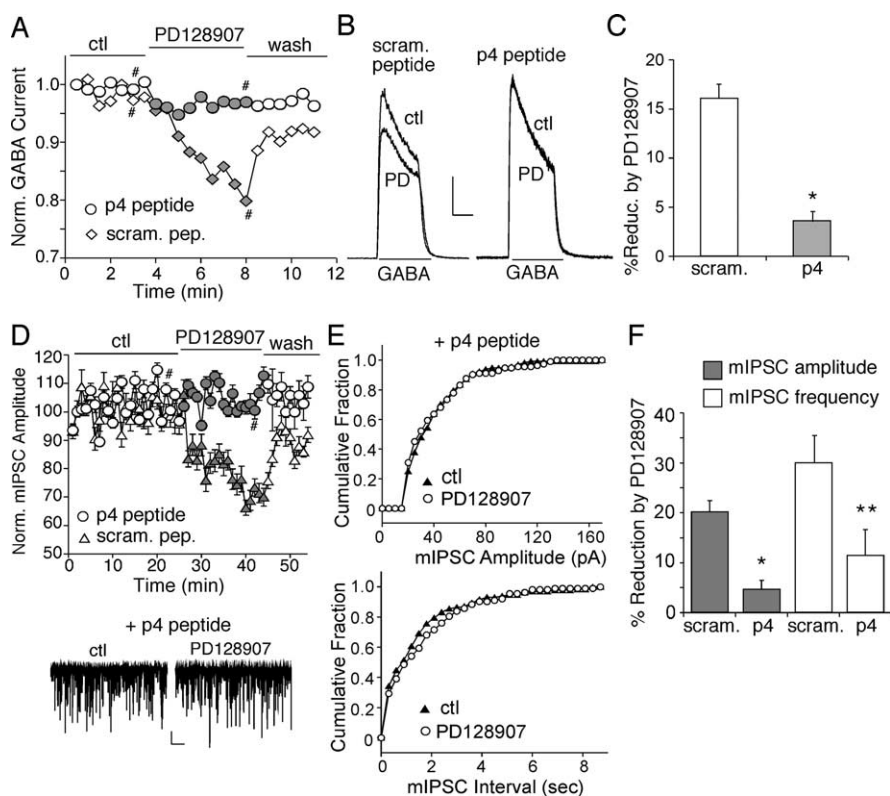 A
ctl PD128907 wash
Norm. GABA Current
1.0
0.9
0.8
0.7
# # #
p4 peptide
scram. pep.
0 2 4 6 8 10 12
Time (min)
B
scram. peptide
p4 peptide
ctl
PD
GABA
ctl
PD
GABA
C
%Reduc. by PD128907
20
15
10
5
0
*
scram. p4
D
ctl PD128907 wash
Norm. mIPSC Amplitude
120
110
100
90
80
70
60
50
# #
p4 peptide
scram. pep.
0 10 20 30 40 50
Time (min)
+ p4 peptide
ctl PD128907
E
+ p4 peptide
Cumulative Fraction
1.0
0.8
0.6
0.4
0.2
0.0
ctl
PD128907
0 40 80 120 160
mIPSC Amplitude (pA)
Cumulative Fraction
1.0
0.8
0.6
0.4
0.2
0.0
ctl
PD128907
0 2 4 6 8
mIPSC Interval (sec)
F
mIPSC amplitude
mIPSC frequency
% Reduction by PD128907
40
30
20
10
0
* **
scram. p4 scram. p4